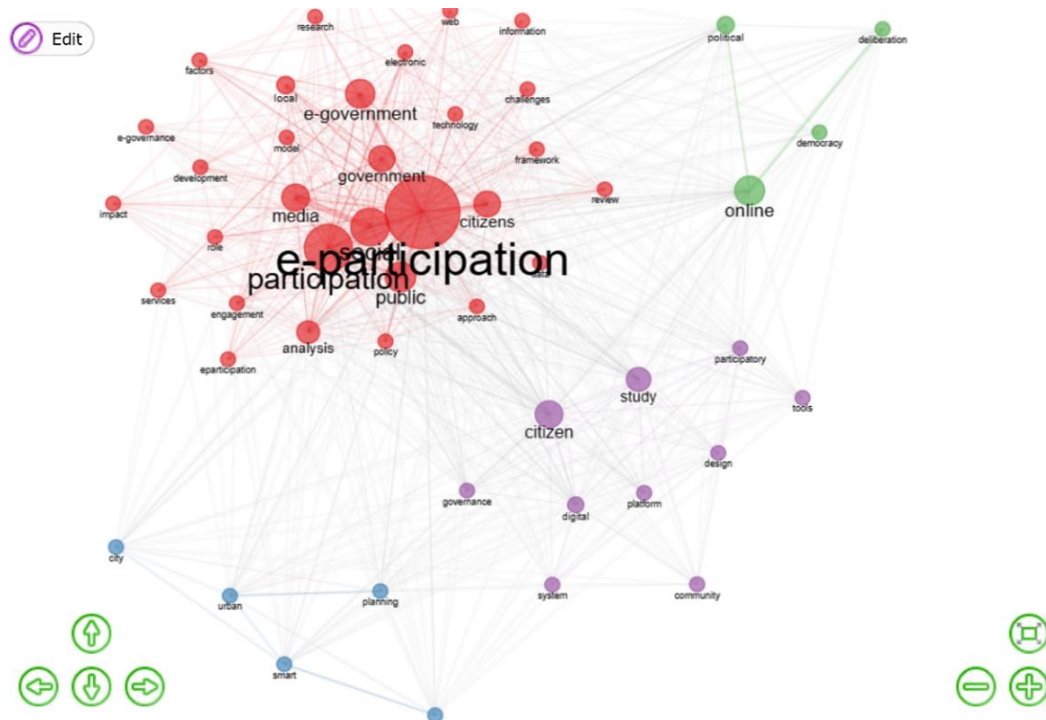 Edit
research
web
information
political
deliberation
factors
electronic
local
challenges
e-government
technology
e-governance
democracy
model
framework
government
development
review
impact
media
citizens
online
role
social
e-participation
data
participation
public
services
engagement
approach
analysis
policy
eparticipation
participatory
study
tools
citizen
design
governance
platform
digital
city
urban
planning
system
community
smart